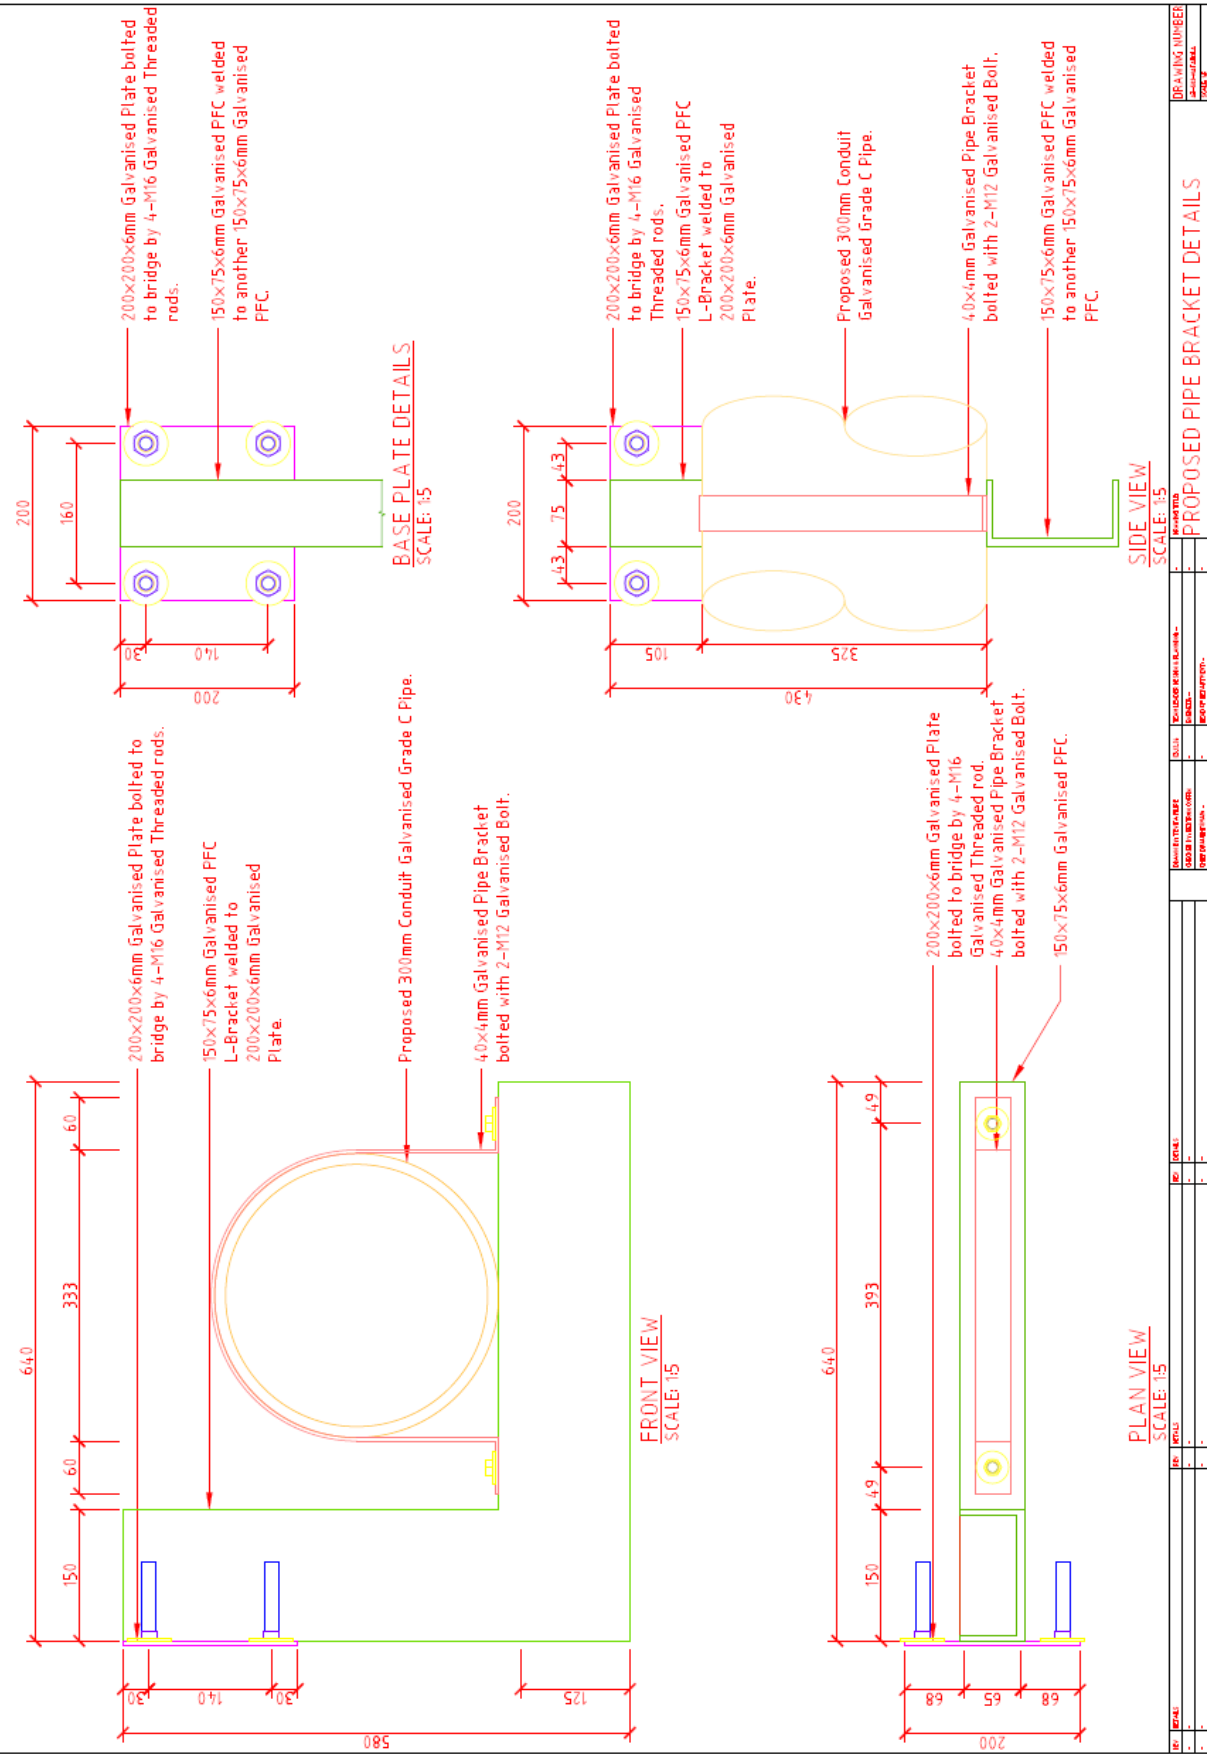 640
150
60
333
60
200x200x6mm Galvanised Plate bolted to
bridge by 4-M16 Galvanised Threaded rods.
150x75x6mm Galvanised PFC
L-Bracket welded to
200x200x6mm Galvanised
Plate.
Proposed 300mm Conduit Galvanised Grade C Pipe.
40x4mm Galvanised Pipe Bracket
bolted with 2-M12 Galvanised Bolt.
30
140
30
580
125
FRONT VIEW
SCALE: 1:5
200
160
200x200x6mm Galvanised Plate bolted
to bridge by 4-M16 Galvanised Threaded
rods.
150x75x6mm Galvanised PFC welded
to another 150x75x6mm Galvanised
PFC.
30
140
200
BASE PLATE DETAILS
SCALE: 1:5
640
150
49
393
49
200x200x6mm Galvanised Plate
bolted to bridge by 4-M16
Galvanised Threaded rod.
40x4mm Galvanised Pipe Bracket
bolted with 2-M12 Galvanised Bolt.
150x75x6mm Galvanised PFC.
68
65
68
200
PLAN VIEW
SCALE: 1:5
200
43
75
43
200x200x6mm Galvanised Plate bolted
to bridge by 4-M16 Galvanised
Threaded rods.
150x75x6mm Galvanised PFC
L-Bracket welded to
200x200x6mm Galvanised
Plate.
Proposed 300mm Conduit
Galvanised Grade C Pipe.
40x4mm Galvanised Pipe Bracket
bolted with 2-M12 Galvanised Bolt.
150x75x6mm Galvanised PFC welded
to another 150x75x6mm Galvanised
PFC.
105
325
430
SIDE VIEW
SCALE: 1:5
REV
DETAILS
REV
DETAILS
REV
DETAILS
PROPOSED PIPE BRACKET DETAILS
DRAWING NUMBER